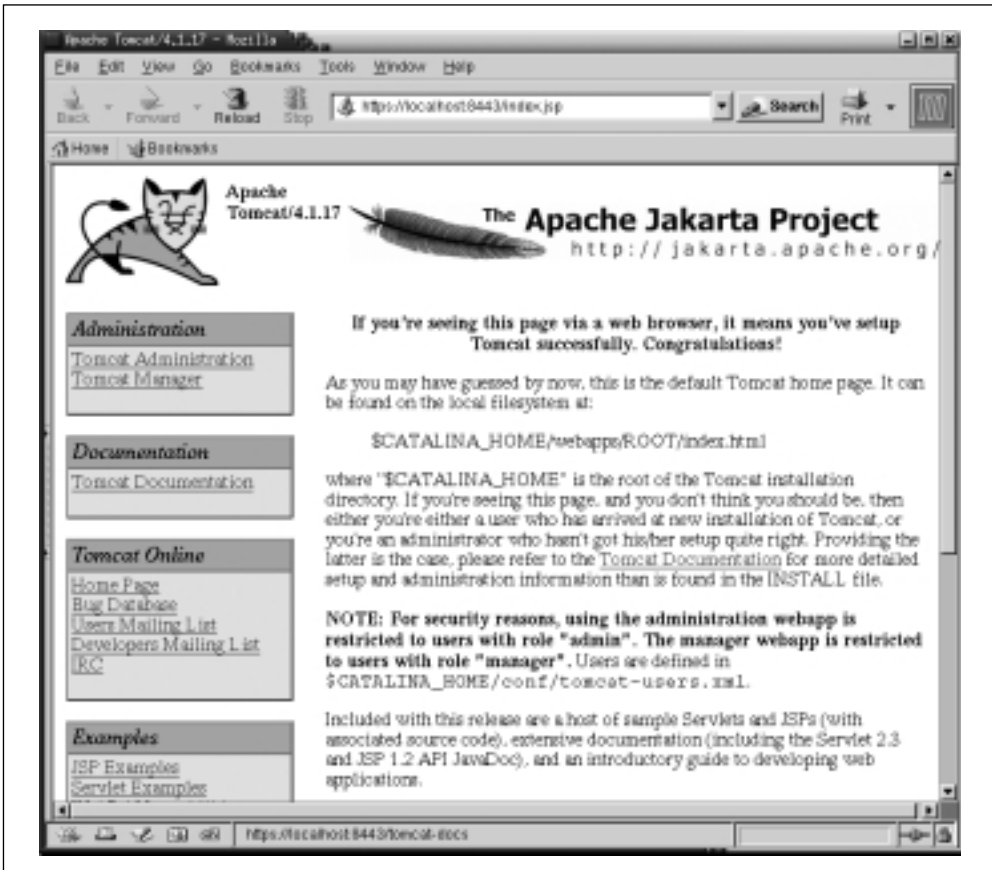 Apache Tomcat/4.1.17 - Mozilla
File Edit View Go Bookmarks Tools Window Help
Back Forward Reload Stop
https://localhost:8443/index.jsp
Search
Print
Home Bookmarks
Apache
Tomcat/4.1.17
The Apache Jakarta Project
http://jakarta.apache.org/
Administration
Tomcat Administration
Tomcat Manager
Documentation
Tomcat Documentation
Tomcat Online
Home Page
Bug Database
Users Mailing List
Developers Mailing List
IRC
Examples
JSP Examples
Servlet Examples
If you're seeing this page via a web browser, it means you've setup
Tomcat successfully. Congratulations!
As you may have guessed by now, this is the default Tomcat home page. It can
be found on the local filesystem at:
$CATALINA_HOME/webapps/ROOT/index.html
where "$CATALINA_HOME" is the root of the Tomcat installation
directory. If you're seeing this page, and you don't think you should be, then
either you're either a user who has arrived at new installation of Tomcat, or
you're an administrator who hasn't got his/her setup quite right. Providing the
latter is the case, please refer to the Tomcat Documentation for more detailed
setup and administration information than is found in the INSTALL file.
NOTE: For security reasons, using the administration webapp is
restricted to users with role "admin". The manager webapp is restricted
to users with role "manager". Users are defined in
$CATALINA_HOME/conf/tomcat-users.xml.
Included with this release are a host of sample Servlets and JSPs (with
associated source code), extensive documentation (including the Servlet 2.3
and JSP 1.2 API JavaDoc), and an introductory guide to developing web
applications.
https://localhost:8443/tomcat-docs